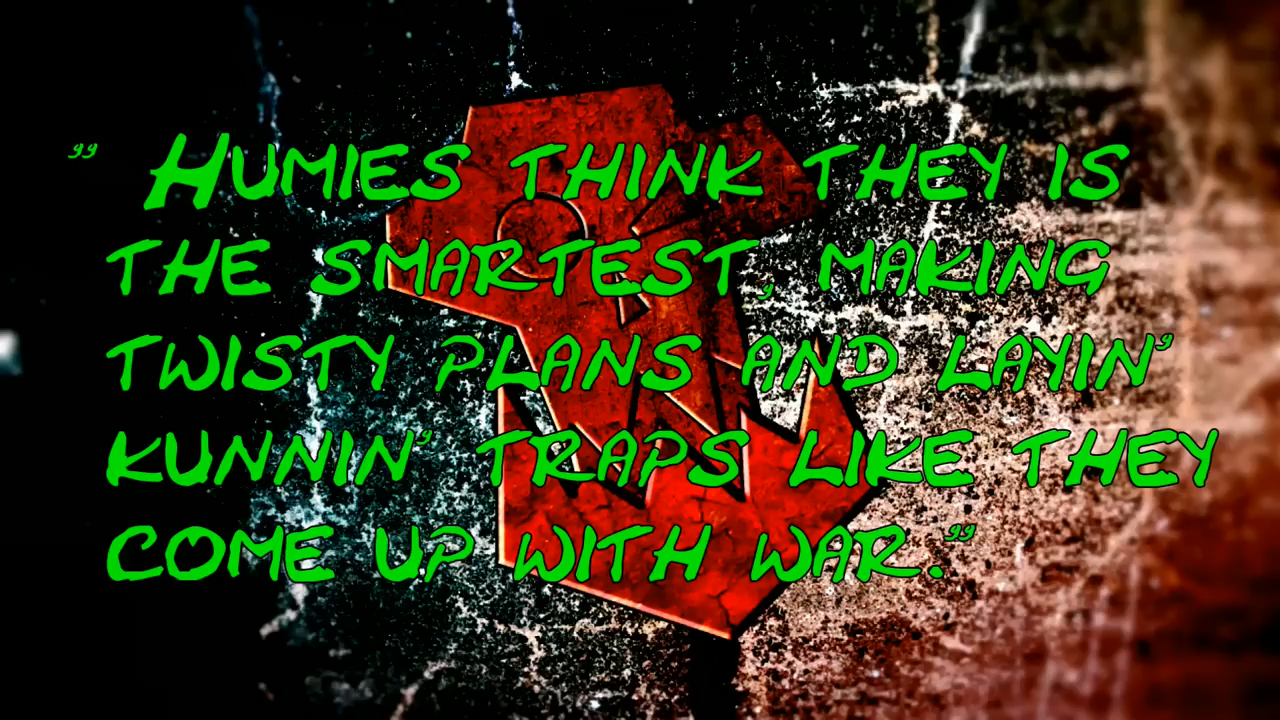 " Humies think they is
the smartest, making
twisty plans and layin'
kunnin' traps like they
come up with war."